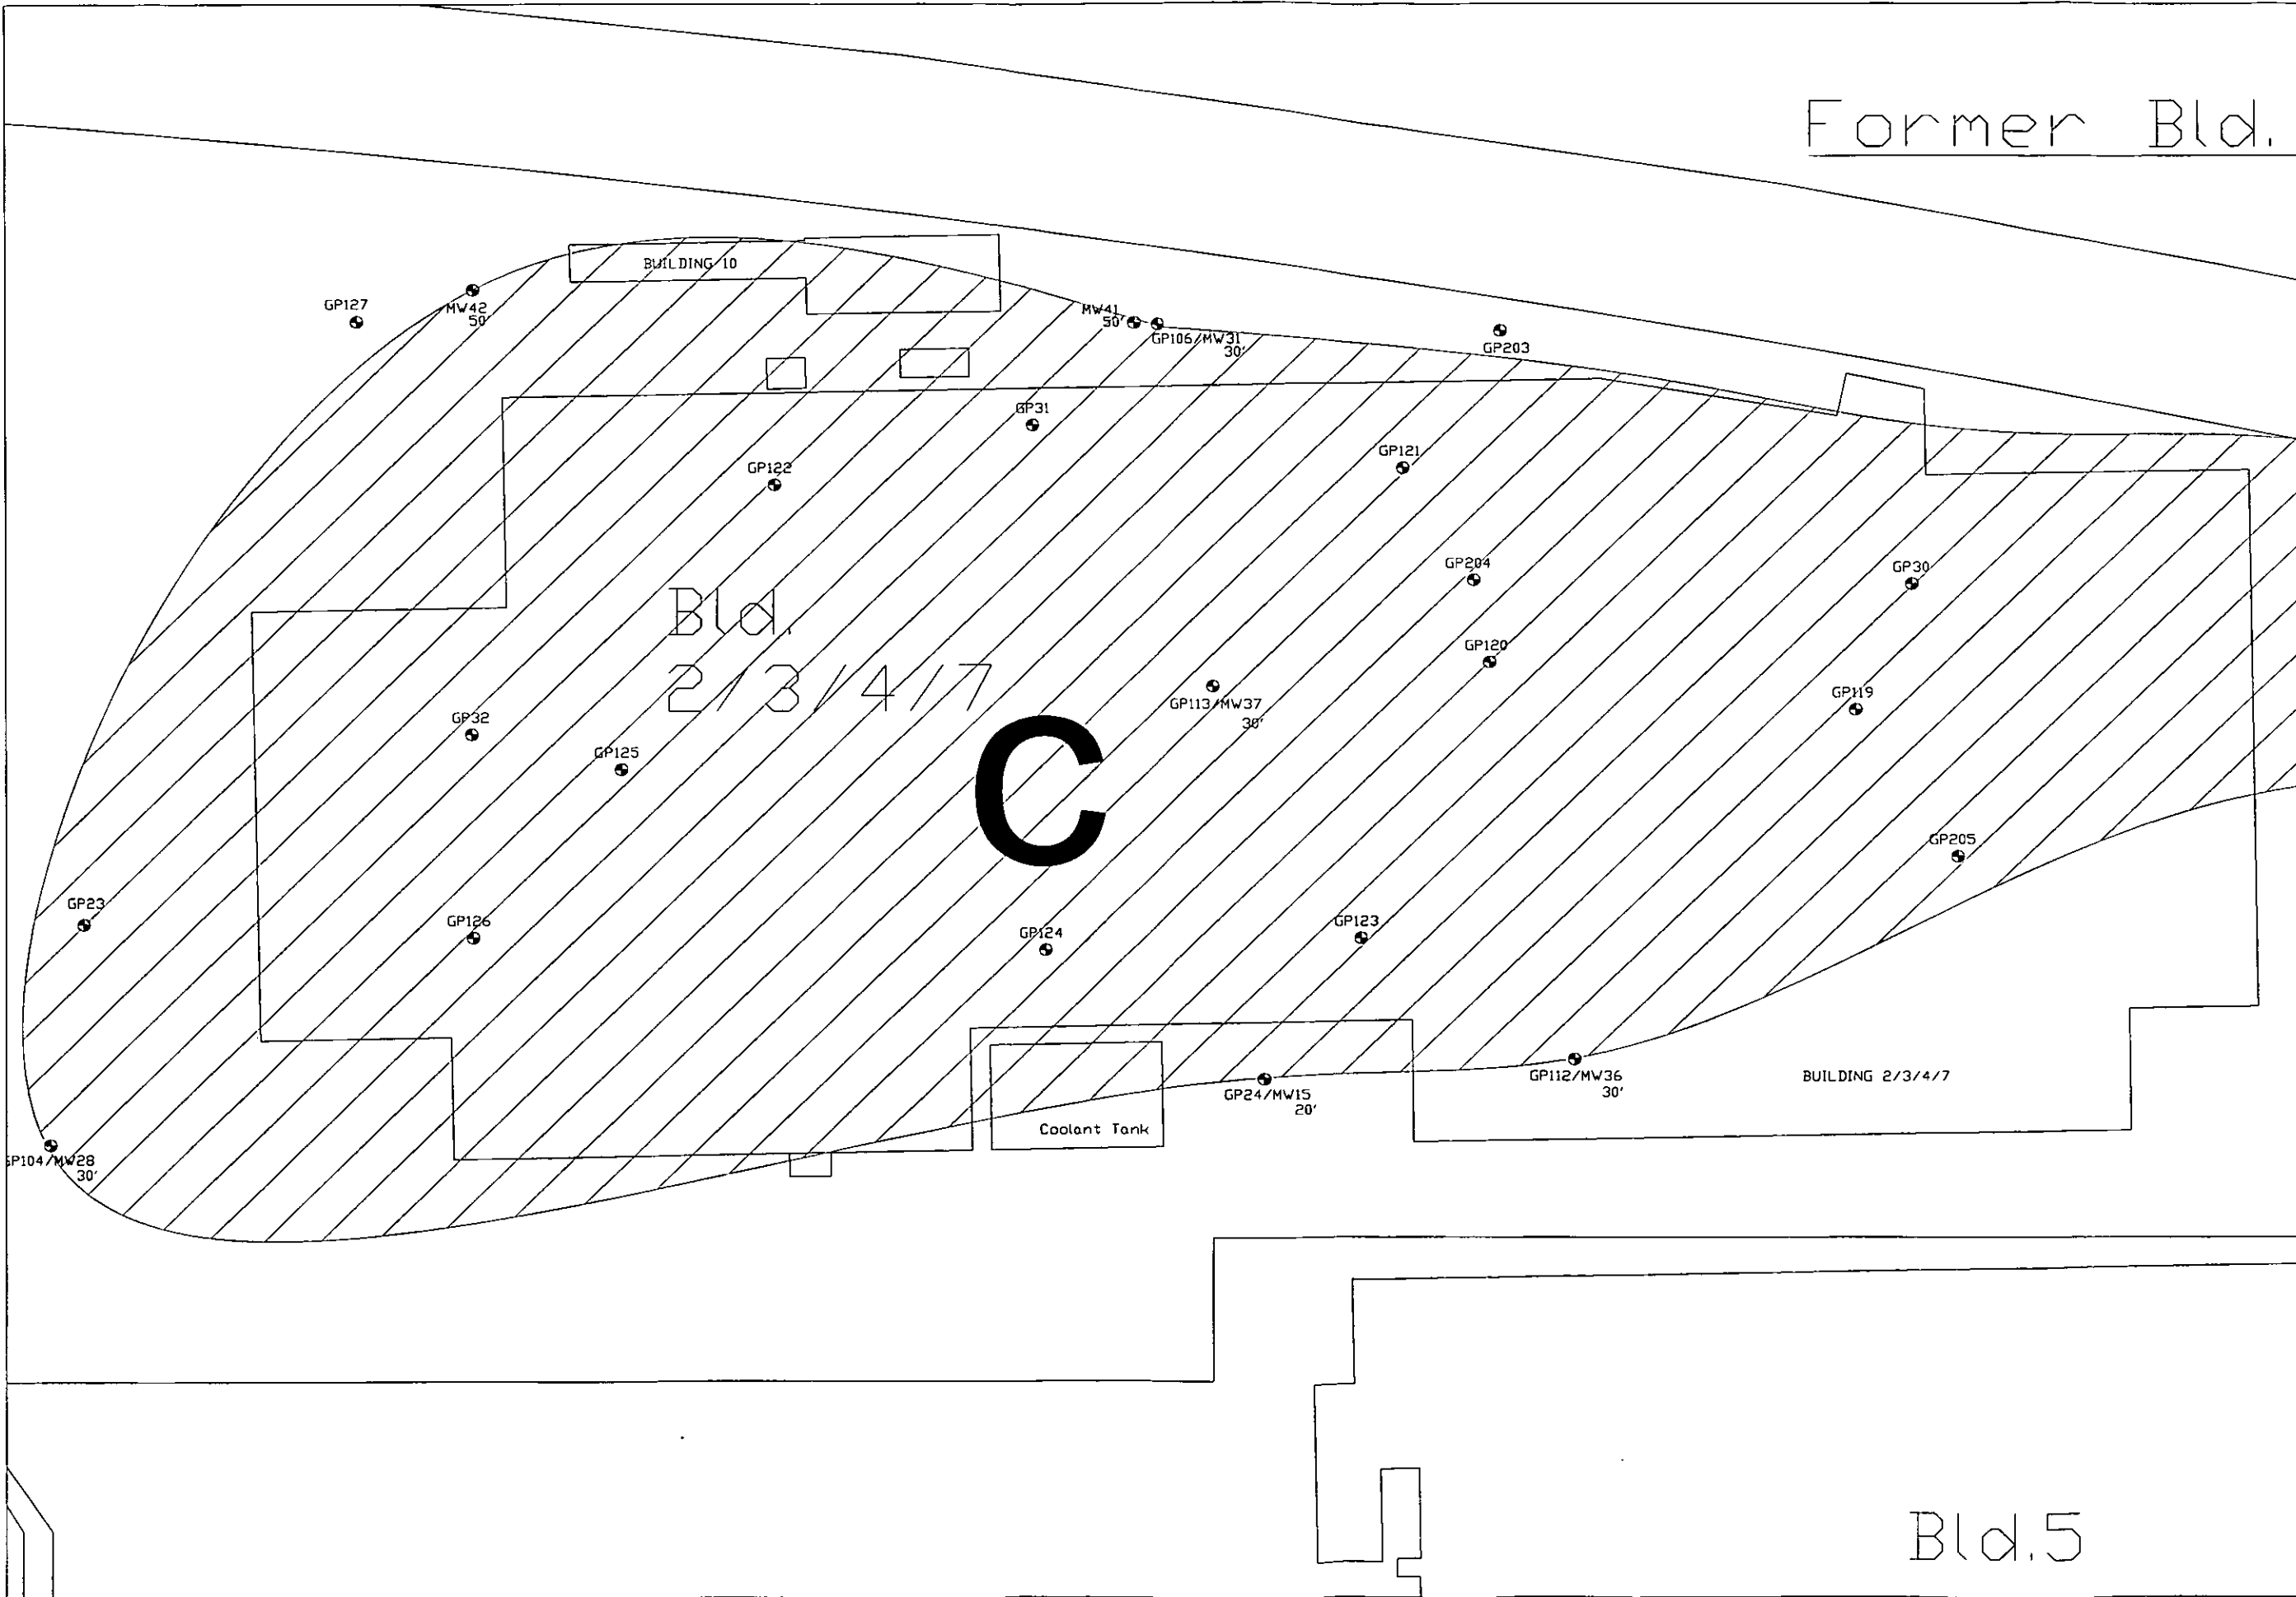 Former Bld.
BUILDING 10
GP127
MW42
50'
MW41
50'
GP106/MW31
30'
GP203
GP31
GP121
GP122
GP204
GP30
Bld.
2/3/4/7
GP120
GP119
GP113/MW37
30'
GP32
GP125
C
GP205
GP23
GP126
GP124
GP123
GP112/MW36
30'
BUILDING 2/3/4/7
GP24/MW15
20'
Coolant Tank
GP104/MW28
30'
Bld.5